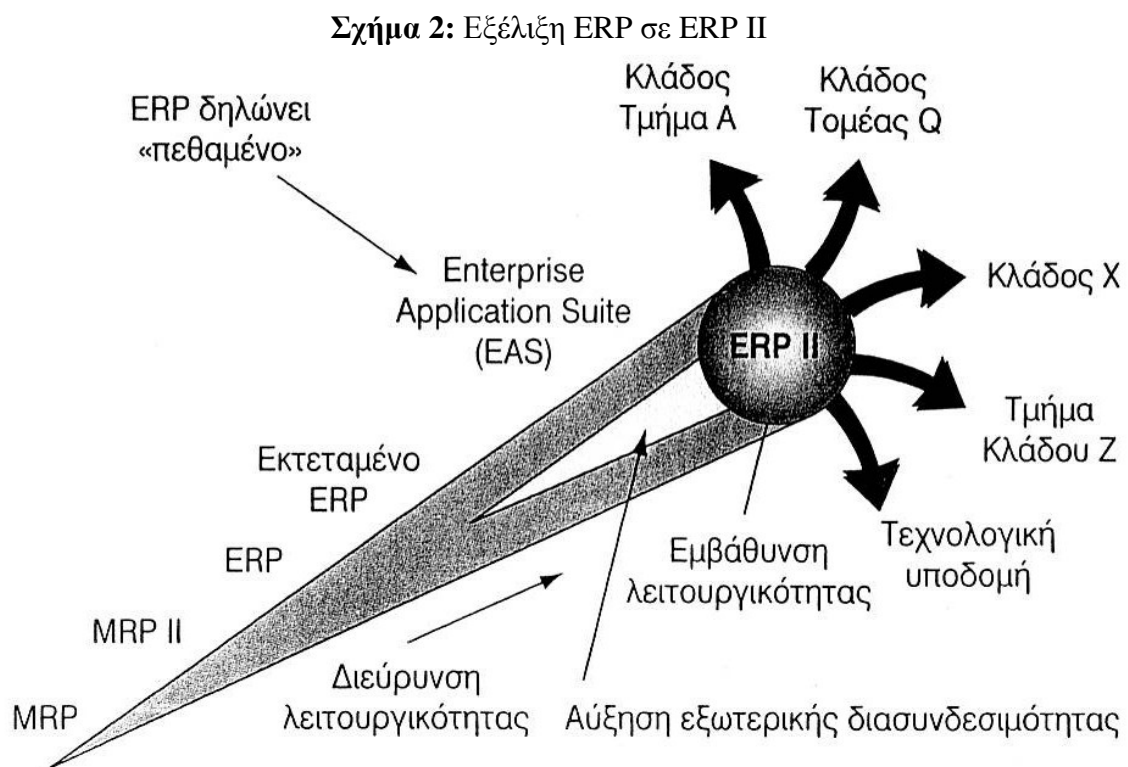 Σχήμα 2: Εξέλιξη ERP σε ERP II
ERP δηλώνει
«πεθαμένο»
Κλάδος
Τμήμα Α
Κλάδος
Τομέας Q
Enterprise
Application Suite
(EAS)
Κλάδος Χ
ERP II
Τμήμα
Κλάδου Ζ
Εκτεταμένο
ERP
Τεχνολογική
υποδομή
Εμβάθυνση
λειτουργικότητας
ERP
MRP II
Διεύρυνση
λειτουργικότητας
Αύξηση εξωτερικής διασυνδεσιμότητας
MRP